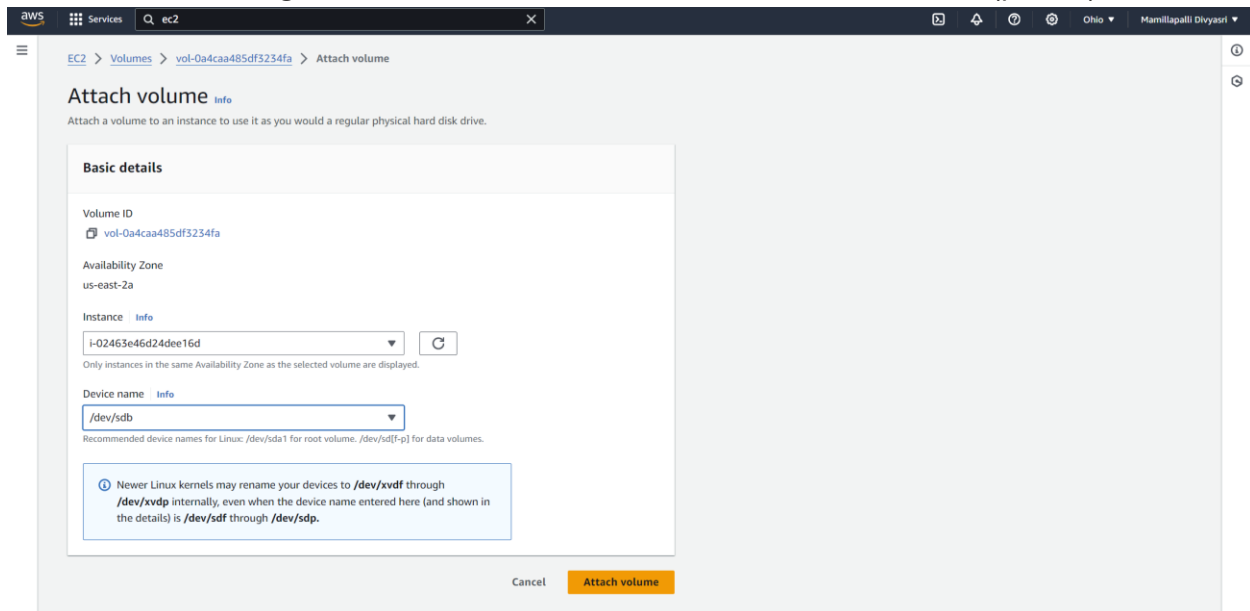 aws Services ec2 Ohio Mamillapalli Divyasri
EC2 > Volumes > vol-0a4caa485df3234fa > Attach volume
Attach volume Info
Attach a volume to an instance to use it as you would a regular physical hard disk drive.
Basic details
Volume ID
vol-0a4caa485df3234fa
Availability Zone
us-east-2a
Instance Info
i-02463e46d24dee16d
Only instances in the same Availability Zone as the selected volume are displayed.
Device name Info
/dev/sdb
Recommended device names for Linux: /dev/sda1 for root volume. /dev/sd[f-p] for data volumes.
Newer Linux kernels may rename your devices to /dev/xvdf through
/dev/xvdp internally, even when the device name entered here (and shown in
the details) is /dev/sdf through /dev/sdp.
Cancel Attach volume